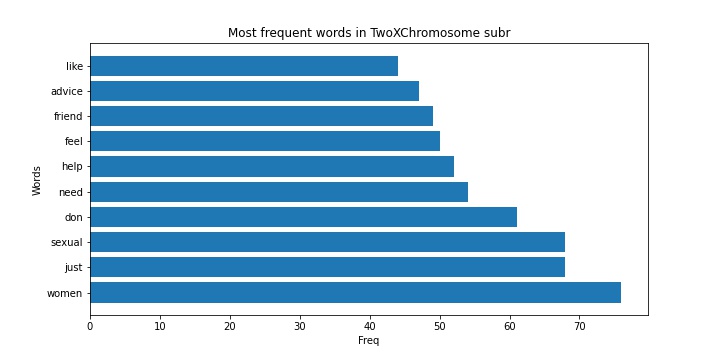 Most frequent words in TwoXChromosome subr
like
advice
friend
feel
help
need
don
sexual
just
women
Words
0 10 20 30 40 50 60 70
Freq